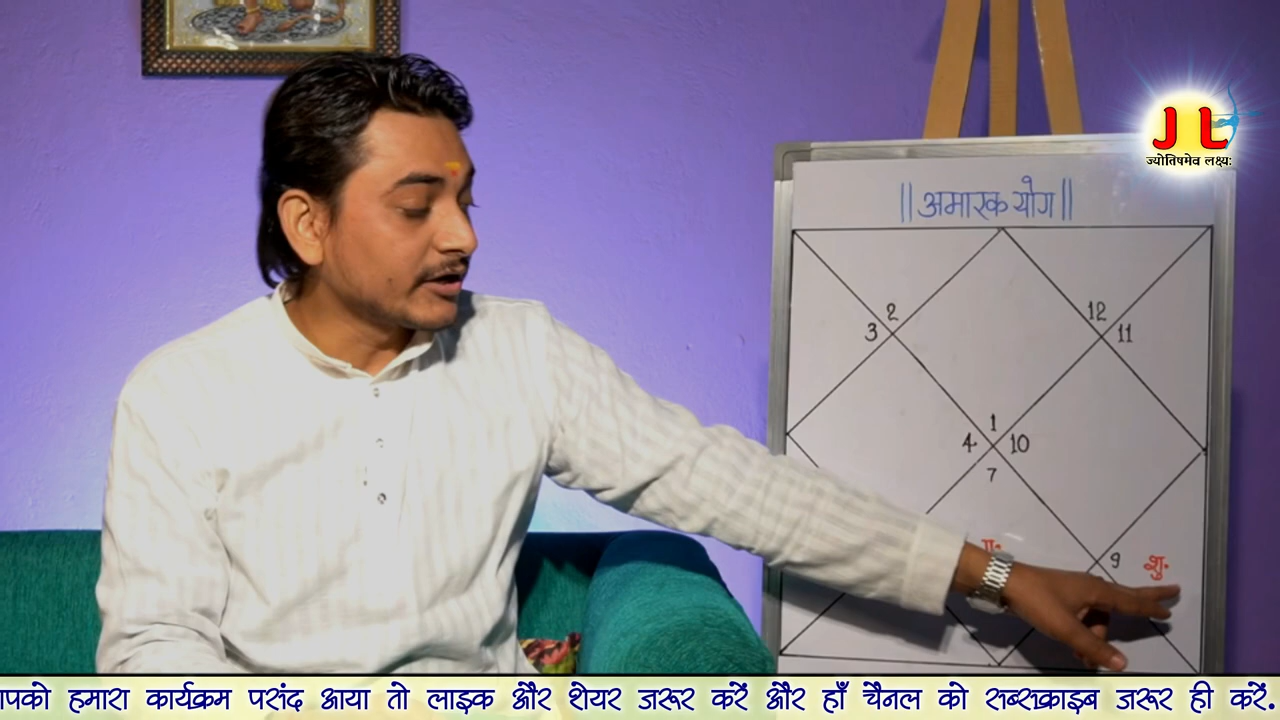 J L
ज्योतिषमेव लक्ष्यः
|| अमारक योग ||
2 12
3 11
1
4 10
7
9 शु.
पको हमारा कार्यक्रम पसंद आया तो लाइक और शेयर जरूर करें और हाँ चैनल को सब्सक्राइब जरूर ही करें.